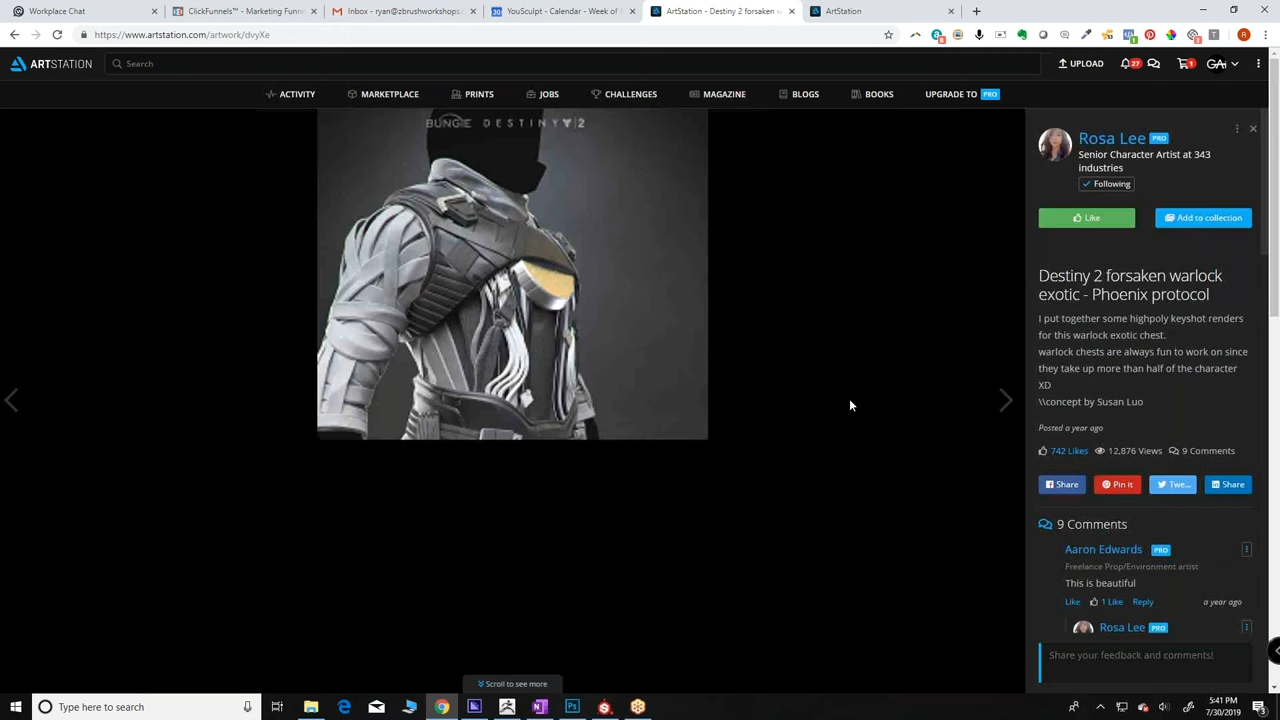 Workplace Chat
ClickFunnels™ - Marketing Funne
Inbox - ryan@zbrushworkshops.
YouSculpt - Calendar - Week of J
ArtStation - Destiny 2 forsaken w
ArtStation
https://www.artstation.com/artwork/dvyXe
ARTSTATION
Search
UPLOAD
27
1
ACTIVITY
MARKETPLACE
PRINTS
JOBS
CHALLENGES
MAGAZINE
BLOGS
BOOKS
UPGRADE TO PRO
BUNGIE DESTINY 2
Rosa Lee PRO
Senior Character Artist at 343
industries
Following
Like
Add to collection
Destiny 2 forsaken warlock
exotic - Phoenix protocol
I put together some highpoly keyshot renders
for this warlock exotic chest.
warlock chests are always fun to work on since
they take up more than half of the character
XD
\\concept by Susan Luo
Posted a year ago
742 Likes 12,876 Views 9 Comments
Share Pin it Twe... Share
9 Comments
Aaron Edwards PRO
Freelance Prop/Environment artist
This is beautiful
Like 1 Like Reply a year ago
Rosa Lee PRO
Share your feedback and comments!
Scroll to see more
Type here to search
5:41 PM
7/30/2019